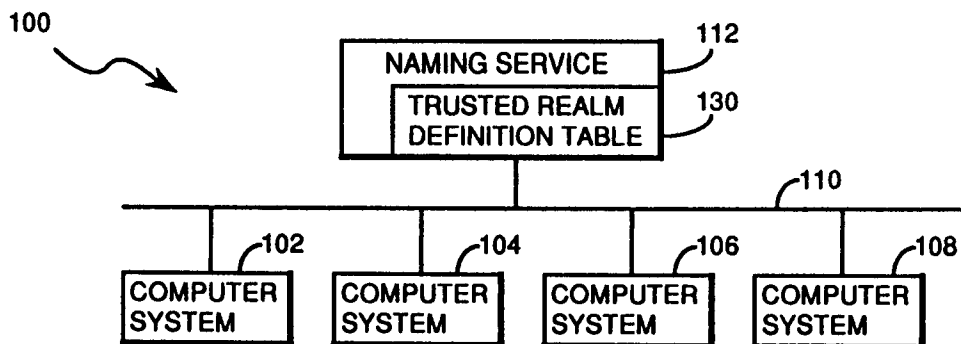 100
112
NAMING SERVICE
TRUSTED REALM
DEFINITION TABLE
130
110
102
104
106
108
COMPUTER
SYSTEM
COMPUTER
SYSTEM
COMPUTER
SYSTEM
COMPUTER
SYSTEM